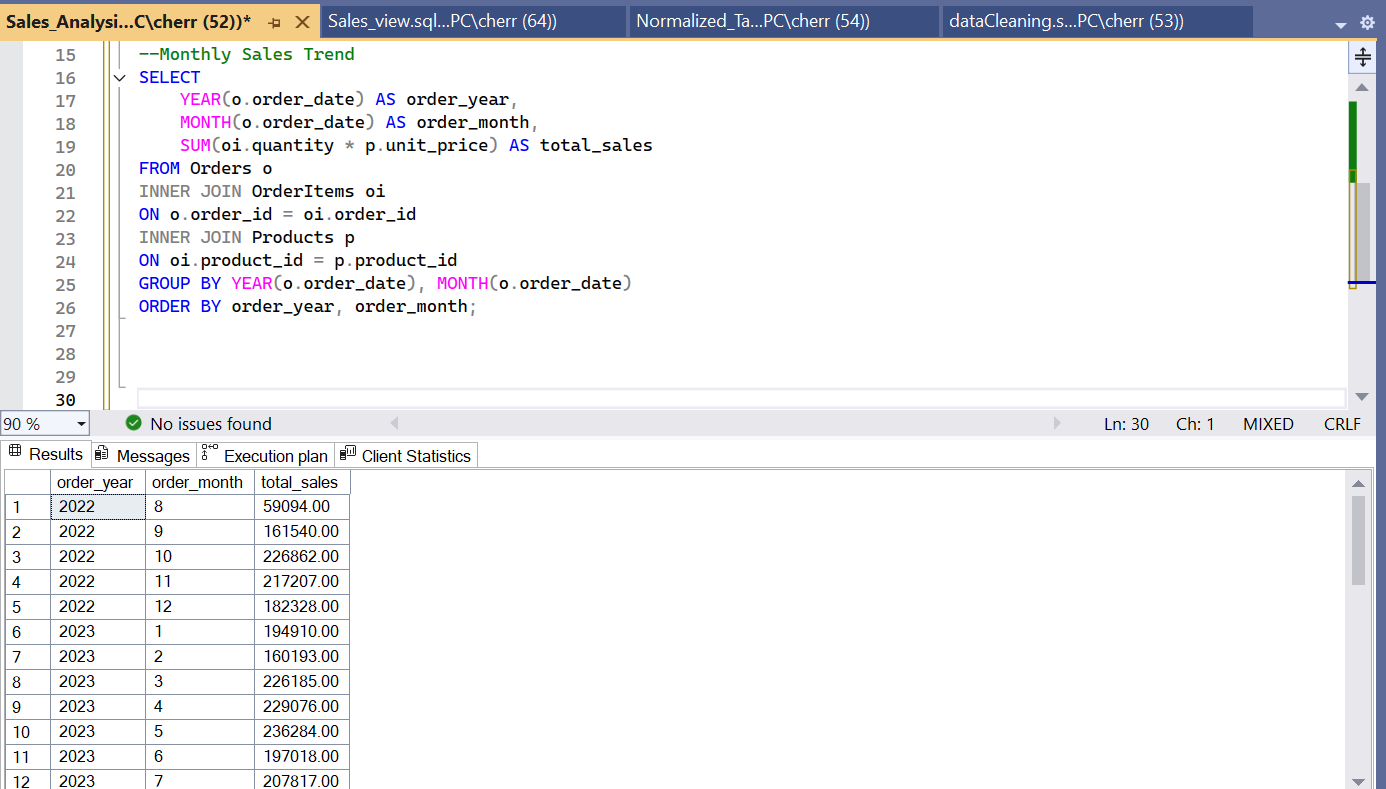 Sales_Analysi...C\cherr (52))* Sales_view.sql...PC\cherr (64)) Normalized_Ta...PC\cherr (54)) dataCleaning.s...PC\cherr (53))
15 --Monthly Sales Trend
16 SELECT
17 YEAR(o.order_date) AS order_year,
18 MONTH(o.order_date) AS order_month,
19 SUM(oi.quantity * p.unit_price) AS total_sales
20 FROM Orders o
21 INNER JOIN OrderItems oi
22 ON o.order_id = oi.order_id
23 INNER JOIN Products p
24 ON oi.product_id = p.product_id
25 GROUP BY YEAR(o.order_date), MONTH(o.order_date)
26 ORDER BY order_year, order_month;
27
28
29
30
90 % No issues found Ln: 30 Ch: 1 MIXED CRLF
Results Messages Execution plan Client Statistics
order_year order_month total_sales
1 2022 8 59094.00
2 2022 9 161540.00
3 2022 10 226862.00
4 2022 11 217207.00
5 2022 12 182328.00
6 2023 1 194910.00
7 2023 2 160193.00
8 2023 3 226185.00
9 2023 4 229076.00
10 2023 5 236284.00
11 2023 6 197018.00
12 2023 7 207817.00